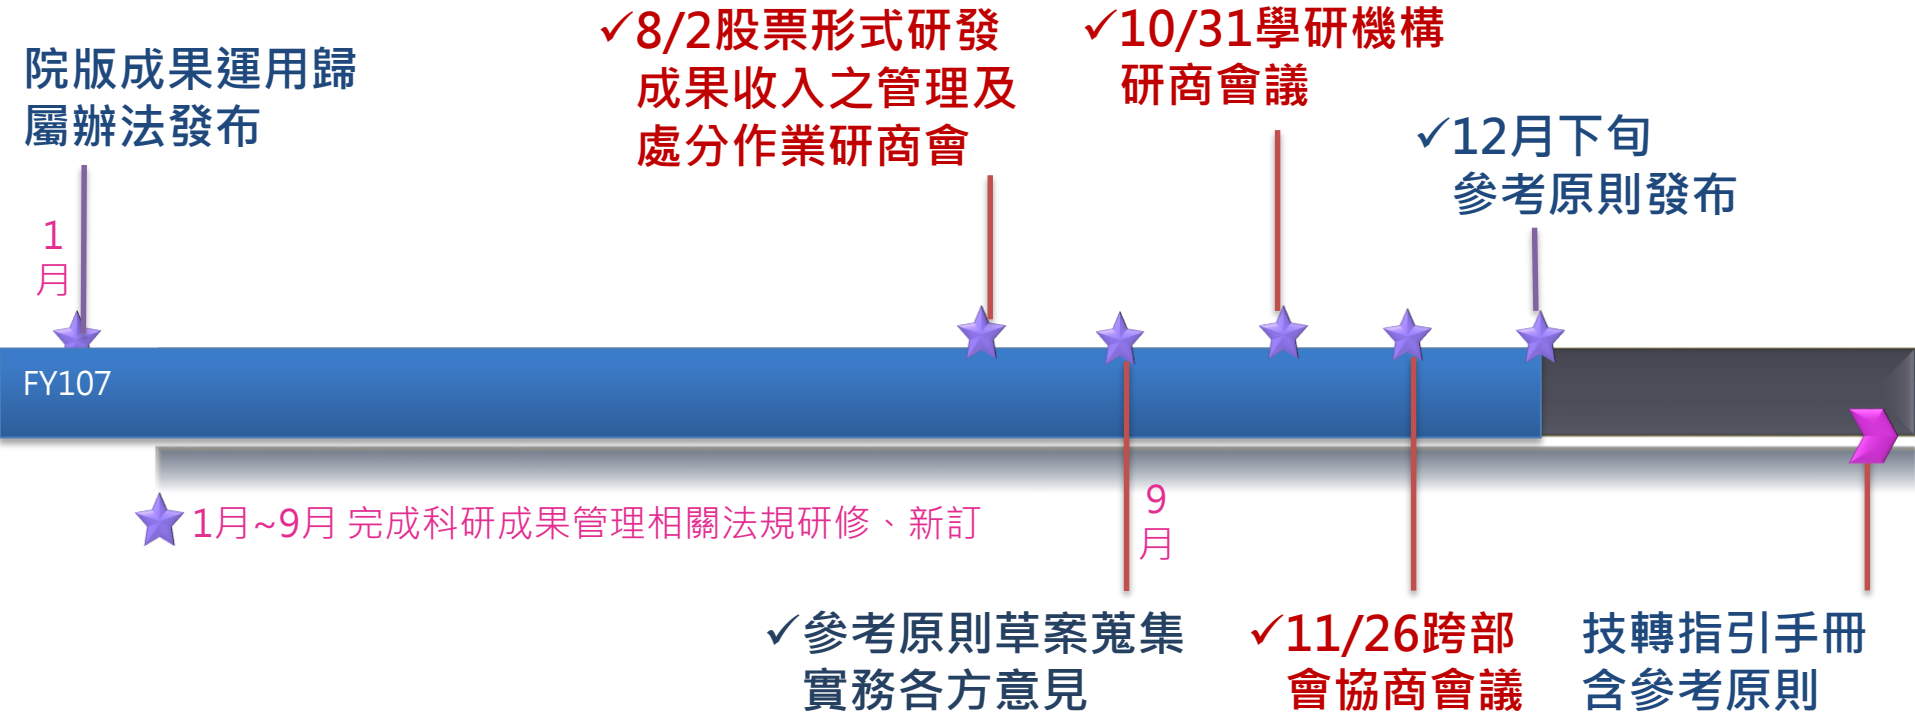 院版成果運用歸
屬辦法發布
✓8/2股票形式研發
成果收入之管理及
處分作業研商會
✓10/31學研機構
研商會議
✓12月下旬
參考原則發布
1
月
FY107
1月~9月 完成科研成果管理相關法規研修、新訂
9
月
✓參考原則草案蒐集
實務各方意見
✓11/26跨部
會協商會議
技轉指引手冊
含參考原則